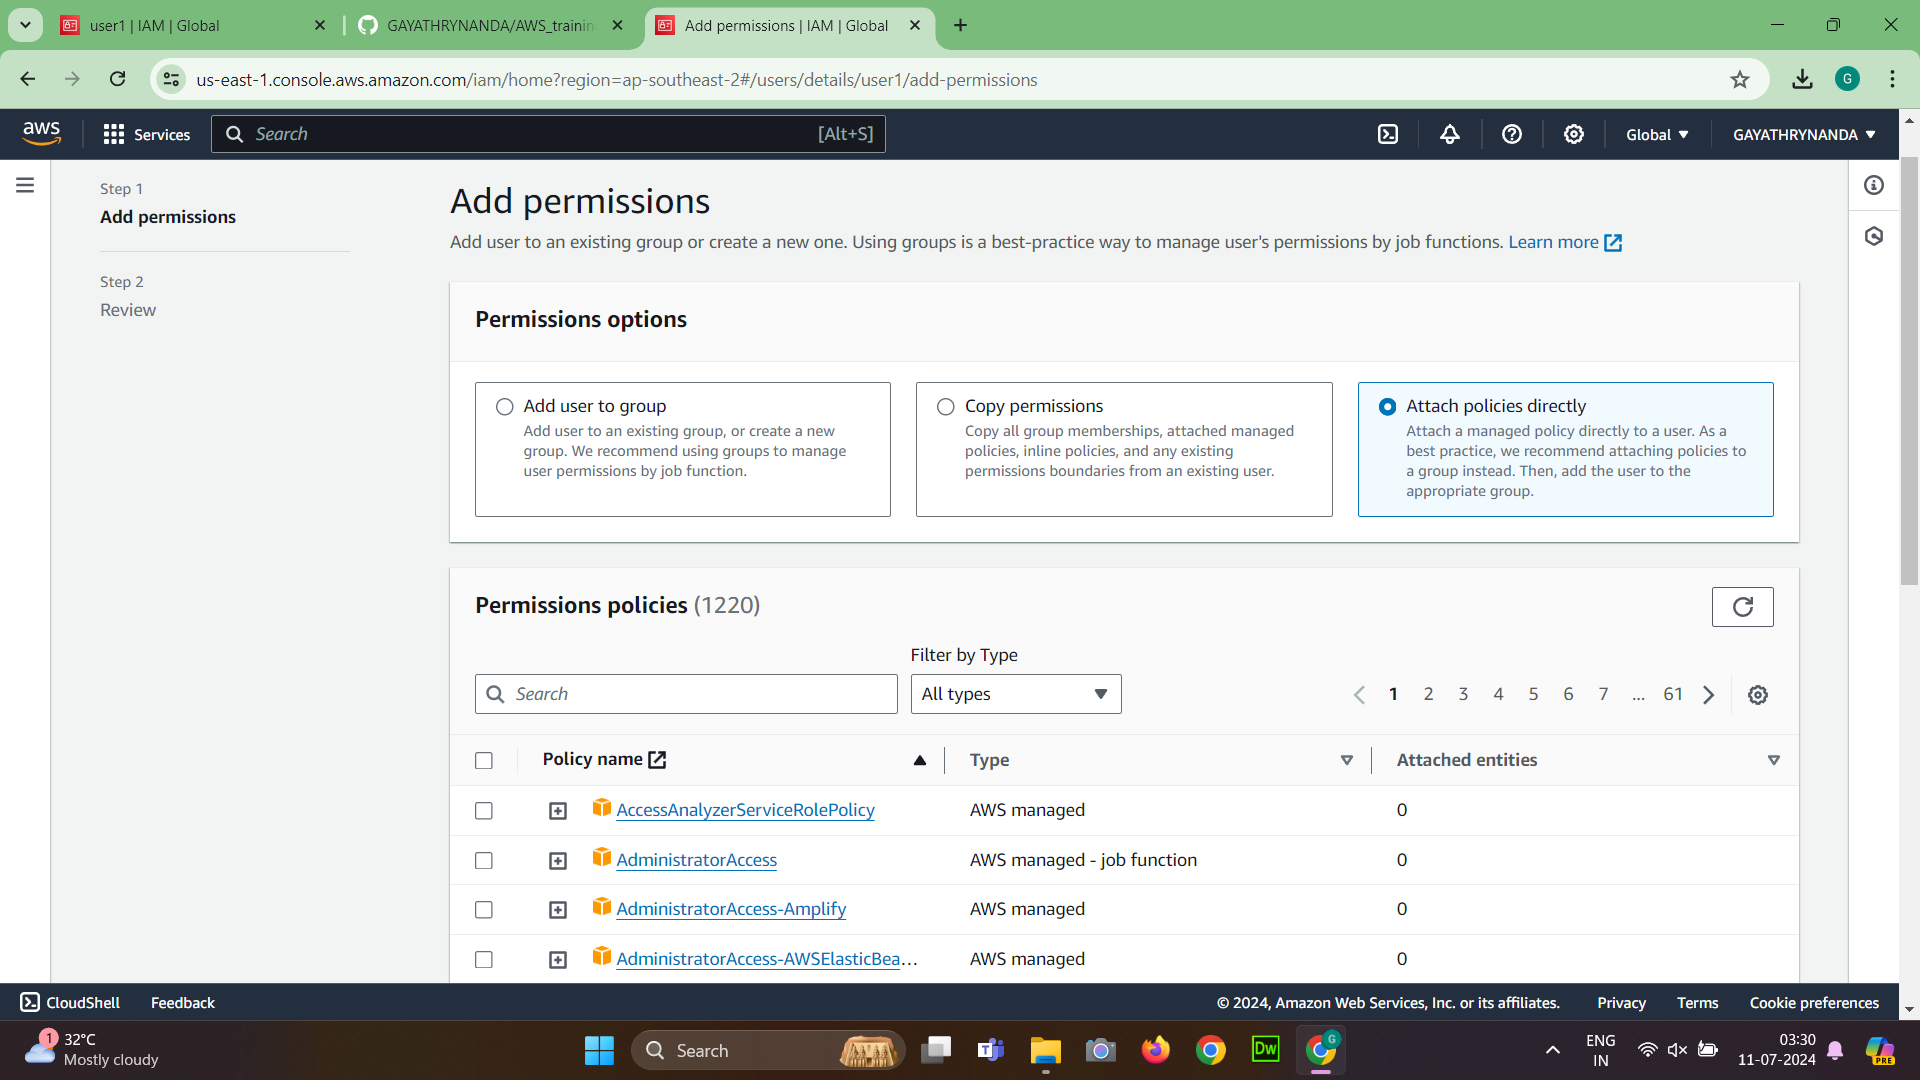 user1 | IAM | Global
GAYATHRYNANDA/AWS_trainin
Add permissions | IAM | Global
us-east-1.console.aws.amazon.com/iam/home?region=ap-southeast-2#/users/details/user1/add-permissions
G
aws
Services
Search
[Alt+S]
Global
GAYATHRYNANDA
Step 1
Add permissions
Step 2
Review
Add permissions
Add user to an existing group or create a new one. Using groups is a best-practice way to manage user's permissions by job functions. Learn more
Permissions options
Add user to group
Add user to an existing group, or create a new
group. We recommend using groups to manage
user permissions by job function.
Copy permissions
Copy all group memberships, attached managed
policies, inline policies, and any existing
permissions boundaries from an existing user.
Attach policies directly
Attach a managed policy directly to a user. As a
best practice, we recommend attaching policies to
a group instead. Then, add the user to the
appropriate group.
Permissions policies (1220)
Filter by Type
Search
All types
1 2 3 4 5 6 7 ... 61
Policy name Type Attached entities
AccessAnalyzerServiceRolePolicy AWS managed 0
AdministratorAccess AWS managed - job function 0
AdministratorAccess-Amplify AWS managed 0
AdministratorAccess-AWSElasticBea... AWS managed 0
CloudShell Feedback © 2024, Amazon Web Services, Inc. or its affiliates. Privacy Terms Cookie preferences
1
32°C
Mostly cloudy
Search
Dw
G
ENG
IN
03:30
11-07-2024
PRE